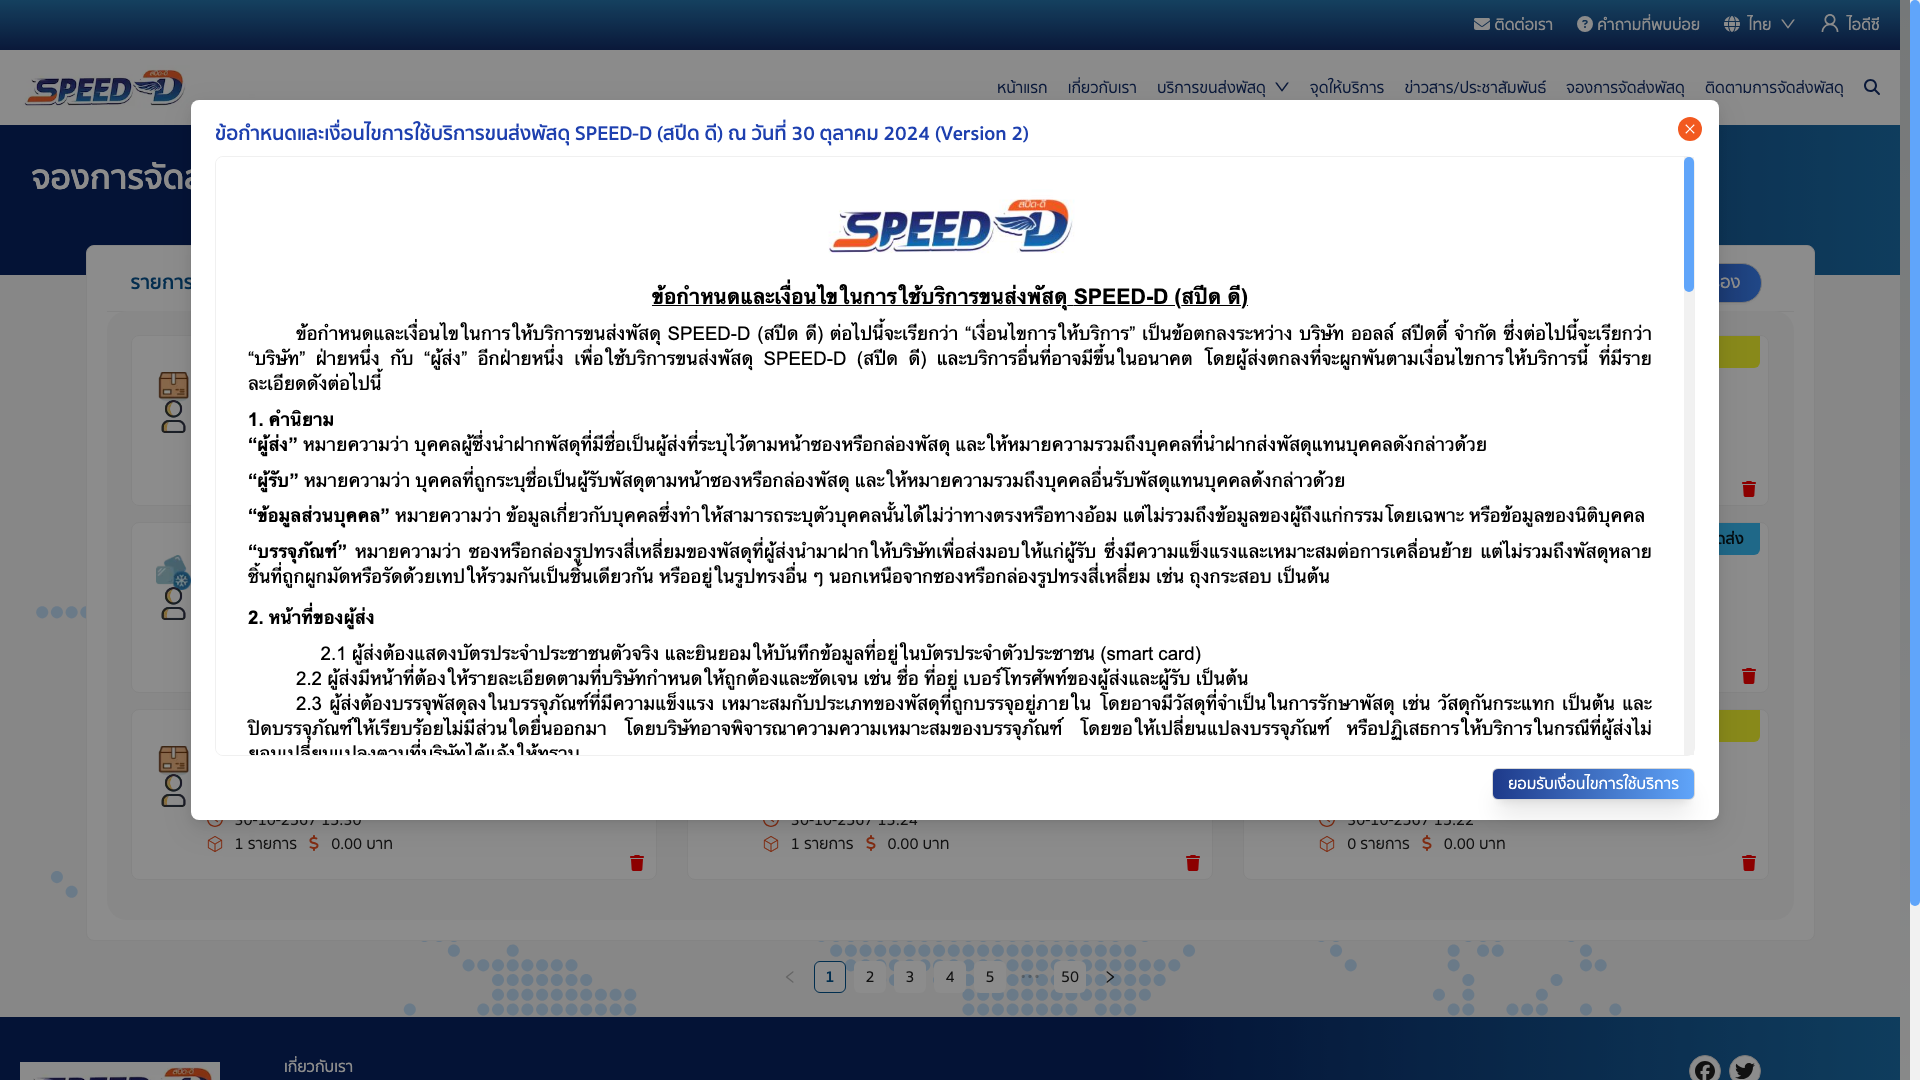 ติดต่อเรา คำถามที่พบบ่อย ไทย ไอดีซี
สปีด-ดี
SPEED-D
หน้าแรก เกี่ยวกับเรา บริการขนส่งพัสดุ จุดให้บริการ ข่าวสาร/ประชาสัมพันธ์ จองการจัดส่งพัสดุ ติดตามการจัดส่งพัสดุ
ข้อกำหนดและเงื่อนไขการใช้บริการขนส่งพัสดุ SPEED-D (สปีด ดี) ณ วันที่ 30 ตุลาคม 2024 (Version 2)
สปีด-ดี
SPEED-D
ข้อกำหนดและเงื่อนไขในการใช้บริการขนส่งพัสดุ SPEED-D (สปีด ดี)
ข้อกำหนดและเงื่อนไขในการให้บริการขนส่งพัสดุ SPEED-D (สปีด ดี) ต่อไปนี้จะเรียกว่า “เงื่อนไขการให้บริการ” เป็นข้อตกลงระหว่าง บริษัท ออลล์ สปีดดี้ จำกัด ซึ่งต่อไปนี้จะเรียกว่า
“บริษัท” ฝ่ายหนึ่ง กับ “ผู้ส่ง” อีกฝ่ายหนึ่ง เพื่อใช้บริการขนส่งพัสดุ SPEED-D (สปีด ดี) และบริการอื่นที่อาจมีขึ้นในอนาคต โดยผู้ส่งตกลงที่จะผูกพันตามเงื่อนไขการให้บริการนี้ ที่มีราย
ละเอียดดังต่อไปนี้
1. คำนิยาม
“ผู้ส่ง” หมายความว่า บุคคลผู้ซึ่งนำฝากพัสดุที่มีชื่อเป็นผู้ส่งที่ระบุไว้ตามหน้าซองหรือกล่องพัสดุ และให้หมายความรวมถึงบุคคลที่นำฝากส่งพัสดุแทนบุคคลดังกล่าวด้วย
“ผู้รับ” หมายความว่า บุคคลที่ถูกระบุชื่อเป็นผู้รับพัสดุตามหน้าซองหรือกล่องพัสดุ และให้หมายความรวมถึงบุคคลอื่นรับพัสดุแทนบุคคลดังกล่าวด้วย
“ข้อมูลส่วนบุคคล” หมายความว่า ข้อมูลเกี่ยวกับบุคคลซึ่งทำให้สามารถระบุตัวบุคคลนั้นได้ไม่ว่าทางตรงหรือทางอ้อม แต่ไม่รวมถึงข้อมูลของผู้ถึงแก่กรรมโดยเฉพาะ หรือข้อมูลของนิติบุคคล
“บรรจุภัณฑ์” หมายความว่า ซองหรือกล่องรูปทรงสี่เหลี่ยมของพัสดุที่ผู้ส่งนำมาฝากให้บริษัทเพื่อส่งมอบให้แก่ผู้รับ ซึ่งมีความแข็งแรงและเหมาะสมต่อการเคลื่อนย้าย แต่ไม่รวมถึงพัสดุหลาย
ชิ้นที่ถูกผูกมัดหรือรัดด้วยเทปให้รวมกันเป็นชิ้นเดียวกัน หรืออยู่ในรูปทรงอื่น ๆ นอกเหนือจากซองหรือกล่องรูปทรงสี่เหลี่ยม เช่น ถุงกระสอบ เป็นต้น
2. หน้าที่ของผู้ส่ง
2.1 ผู้ส่งต้องแสดงบัตรประจำประชาชนตัวจริง และยินยอมให้บันทึกข้อมูลที่อยู่ในบัตรประจำตัวประชาชน (smart card)
2.2 ผู้ส่งมีหน้าที่ต้องให้รายละเอียดตามที่บริษัทกำหนดให้ถูกต้องและชัดเจน เช่น ชื่อ ที่อยู่ เบอร์โทรศัพท์ของผู้ส่งและผู้รับ เป็นต้น
2.3 ผู้ส่งต้องบรรจุพัสดุลงในบรรจุภัณฑ์ที่มีความแข็งแรง เหมาะสมกับประเภทของพัสดุที่ถูกบรรจุอยู่ภายใน โดยอาจมีวัสดุที่จำเป็นในการรักษาพัสดุ เช่น วัสดุกันกระแทก เป็นต้น และ
ปิดบรรจุภัณฑ์ให้เรียบร้อยไม่มีส่วนใดยื่นออกมา โดยบริษัทอาจพิจารณาความความเหมาะสมของบรรจุภัณฑ์ โดยขอให้เปลี่ยนแปลงบรรจุภัณฑ์ หรือปฏิเสธการให้บริการในกรณีที่ผู้ส่งไม่
ยอมเปลี่ยนแปลงตามที่บริษัทได้แจ้งให้ทราบ
ยอมรับเงื่อนไขการใช้บริการ
จองการจัดส
รายการ
30-10-2567 15:30 30-10-2567 15:24 30-10-2567 15:22
1 รายการ 0.00 บาท 1 รายการ 0.00 บาท 0 รายการ 0.00 บาท
1 2 3 4 5 ••• 50
เกี่ยวกับเรา